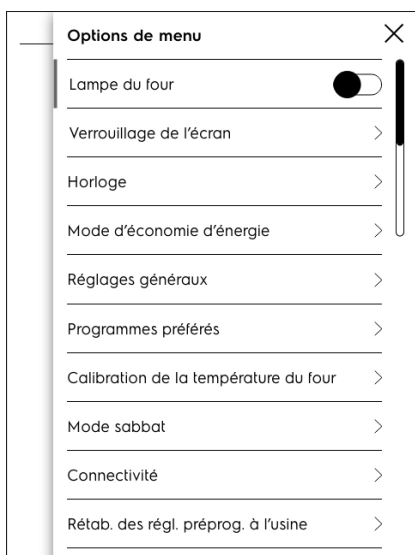 Options de menu
Lampe du four
Verrouillage de l’écran
Horloge
Mode d’économie d’énergie
Réglages généraux
Programmes préférés
Calibration de la température du four
Mode sabbat
Connectivité
Rétab. des régl. préprog. à l’usine